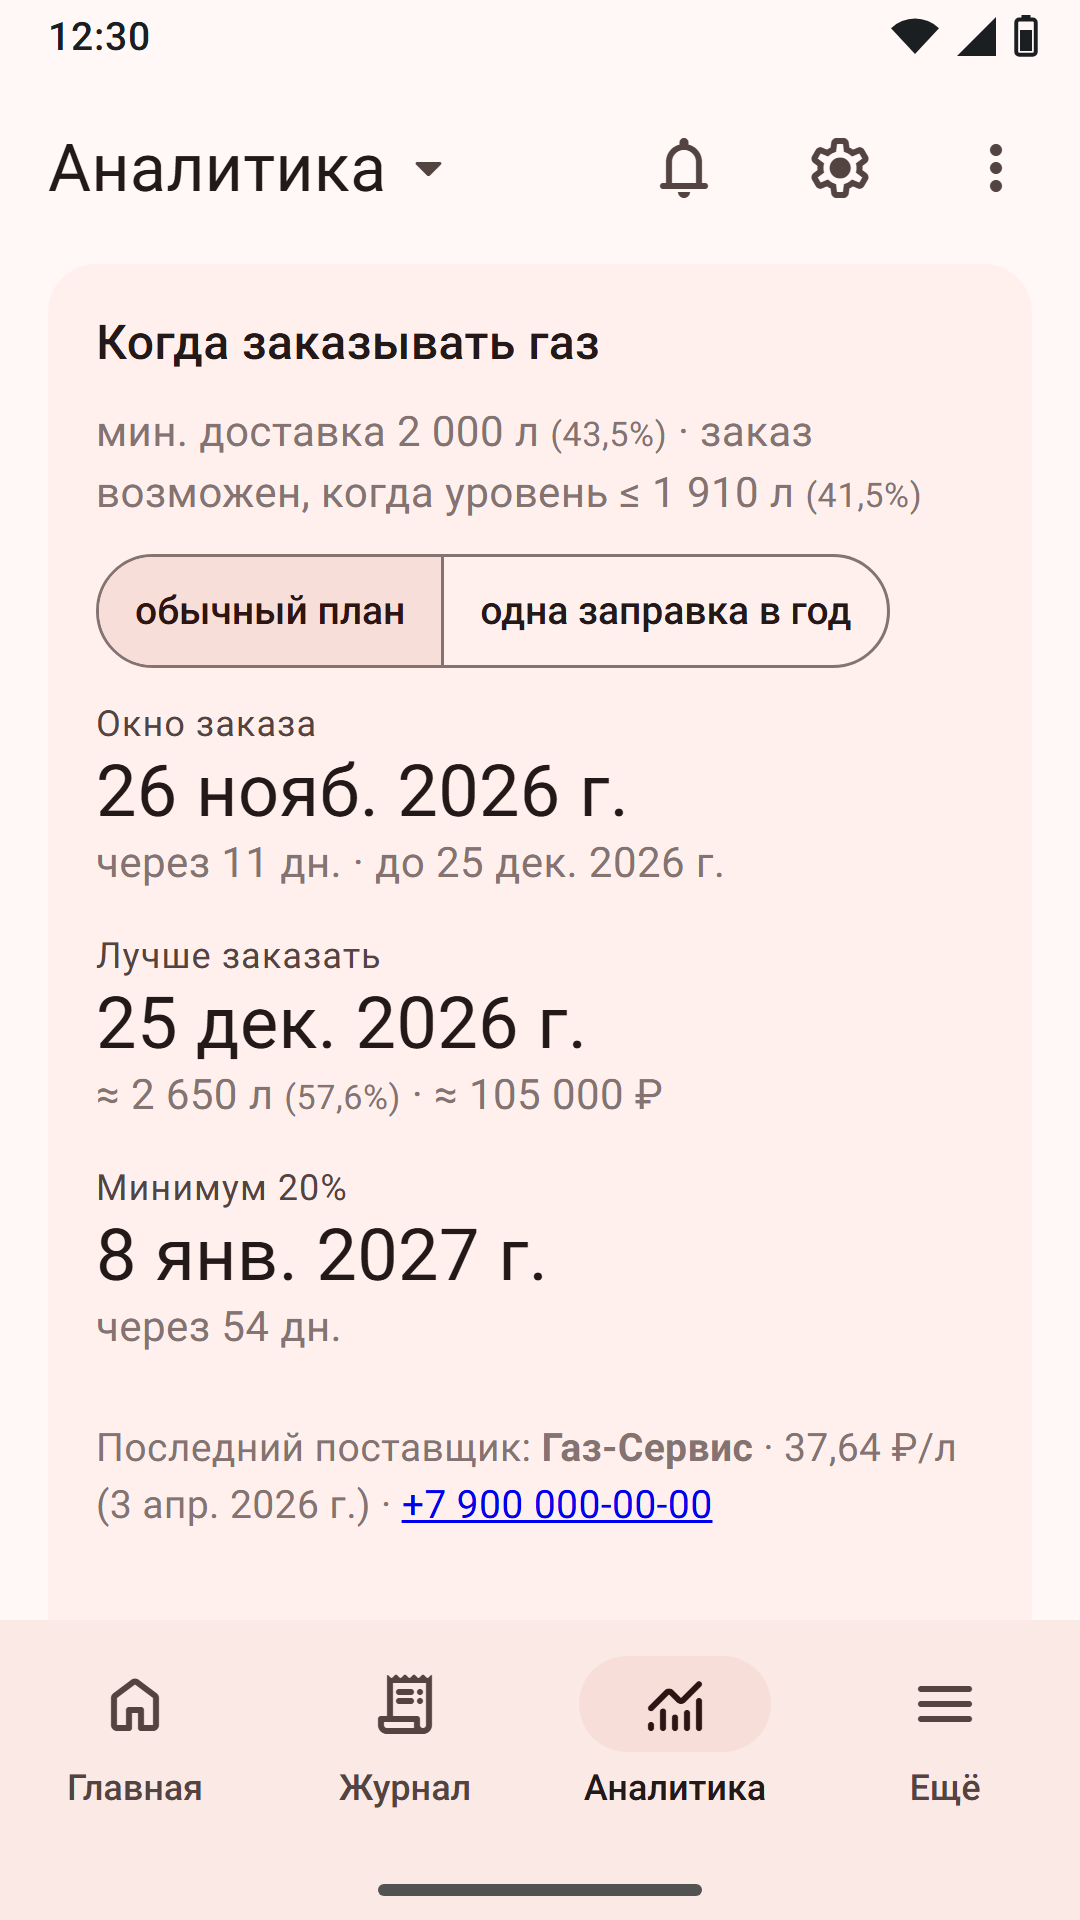 12:30
Аналитика
Когда заказывать газ
мин. доставка 2 000 л (43,5%) · заказ
возможен, когда уровень ≤ 1 910 л (41,5%)
обычный план
одна заправка в год
Окно заказа
26 нояб. 2026 г.
через 11 дн. · до 25 дек. 2026 г.
Лучше заказать
25 дек. 2026 г.
≈ 2 650 л (57,6%) · ≈ 105 000 ₽
Минимум 20%
8 янв. 2027 г.
через 54 дн.
Последний поставщик: Газ-Сервис · 37,64 ₽/л
(3 апр. 2026 г.) · +7 900 000-00-00
Главная
Журнал
Аналитика
Ещё